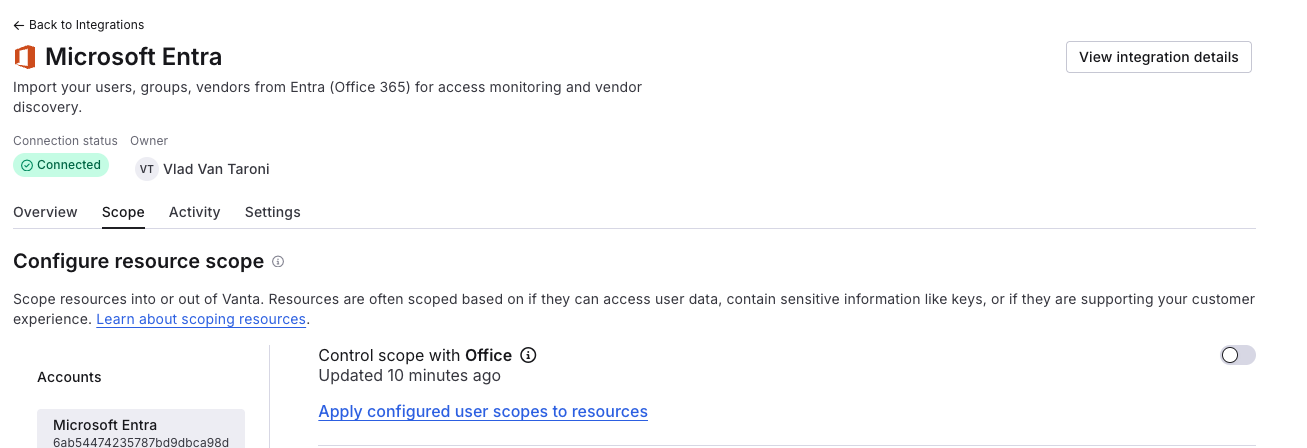 Back to Integrations
Microsoft Entra
View integration details
Import your users, groups, vendors from Entra (Office 365) for access monitoring and vendor
discovery.
Connection status Owner
Connected VT Vlad Van Taroni
Overview Scope Activity Settings
Configure resource scope
Scope resources into or out of Vanta. Resources are often scoped based on if they can access user data, contain sensitive information like keys, or if they are supporting your customer
experience. Learn about scoping resources.
Accounts
Microsoft Entra
6ab54474235787bd9dbca98d
Control scope with Office
Updated 10 minutes ago
Apply configured user scopes to resources